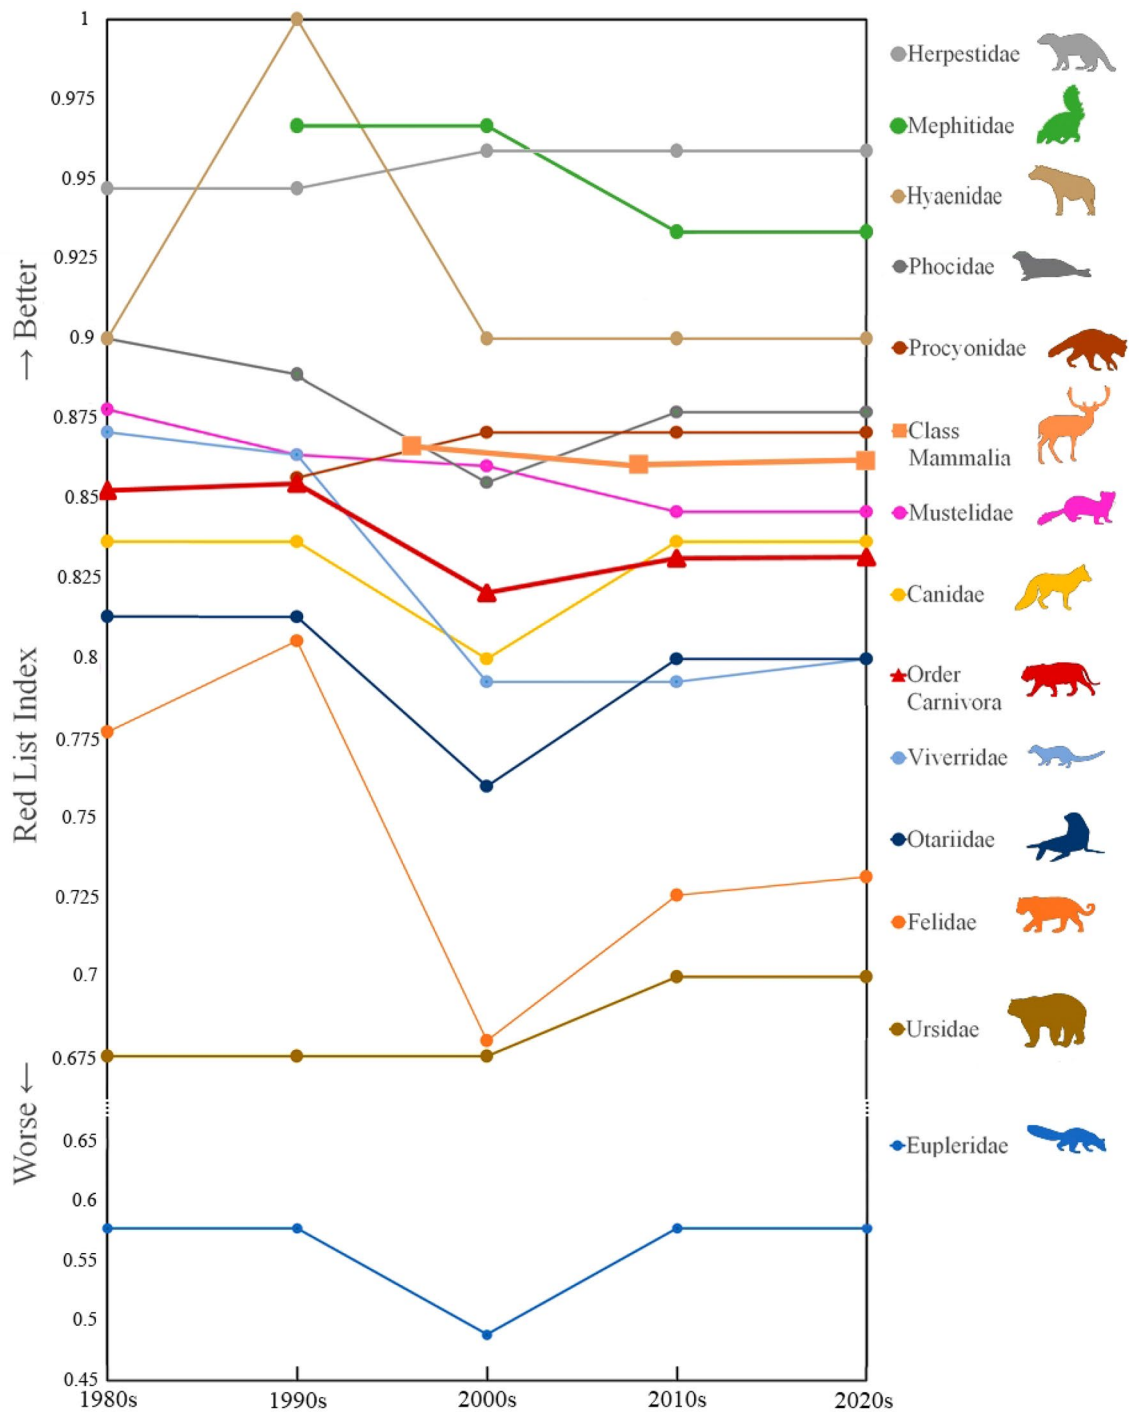 1
0.975
0.95
0.925
0.9
0.875
0.85
0.825
0.8
0.775
0.75
0.725
0.7
0.675
0.65
0.6
0.55
0.5
0.45
→ Better
Red List Index
Worse ←
1980s 1990s 2000s 2010s 2020s
Herpestidae
Mephitidae
Hyaenidae
Phocidae
Procyonidae
Class
Mammalia
Mustelidae
Canidae
Order
Carnivora
Viverridae
Otariidae
Felidae
Ursidae
Eupleridae